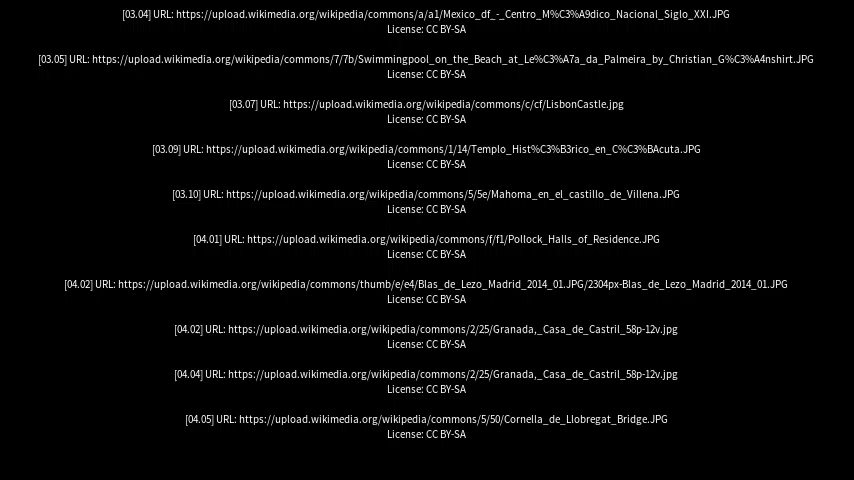 [03.04] URL: https://upload.wikimedia.org/wikipedia/commons/a/a1/Mexico_df_-_Centro_M%C3%A9dico_Nacional_Siglo_XXI.JPG
License: CC BY-SA
[03.05] URL: https://upload.wikimedia.org/wikipedia/commons/7/7b/Swimmingpool_on_the_Beach_at_Le%C3%A7a_da_Palmeira_by_Christian_G%C3%A4nshirt.JPG
License: CC BY-SA
[03.07] URL: https://upload.wikimedia.org/wikipedia/commons/c/cf/LisbonCastle.jpg
License: CC BY-SA
[03.09] URL: https://upload.wikimedia.org/wikipedia/commons/1/14/Templo_Hist%C3%B3rico_en_C%C3%BAcuta.JPG
License: CC BY-SA
[03.10] URL: https://upload.wikimedia.org/wikipedia/commons/5/5e/Mahoma_en_el_castillo_de_Villena.JPG
License: CC BY-SA
[04.01] URL: https://upload.wikimedia.org/wikipedia/commons/f/f1/Pollock_Halls_of_Residence.JPG
License: CC BY-SA
[04.02] URL: https://upload.wikimedia.org/wikipedia/commons/thumb/e/e4/Blas_de_Lezo_Madrid_2014_01.JPG/2304px-Blas_de_Lezo_Madrid_2014_01.JPG
License: CC BY-SA
[04.02] URL: https://upload.wikimedia.org/wikipedia/commons/2/25/Granada,_Casa_de_Castril_58p-12v.jpg
License: CC BY-SA
[04.04] URL: https://upload.wikimedia.org/wikipedia/commons/2/25/Granada,_Casa_de_Castril_58p-12v.jpg
License: CC BY-SA
[04.05] URL: https://upload.wikimedia.org/wikipedia/commons/5/50/Cornella_de_Llobregat_Bridge.JPG
License: CC BY-SA